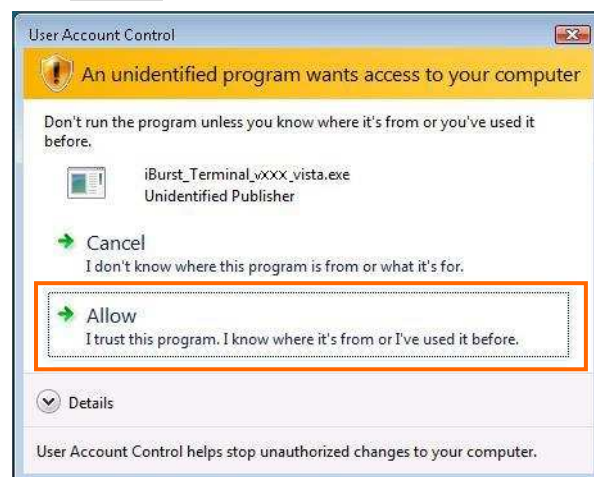 User Account Control
An unidentified program wants access to your computer
Don't run the program unless you know where it's from or you've used it
before.
iBurst_Terminal_vXXX_vista.exe
Unidentified Publisher
Cancel
I don't know where this program is from or what it's for.
Allow
I trust this program. I know where it's from or I've used it before.
Details
User Account Control helps stop unauthorized changes to your computer.